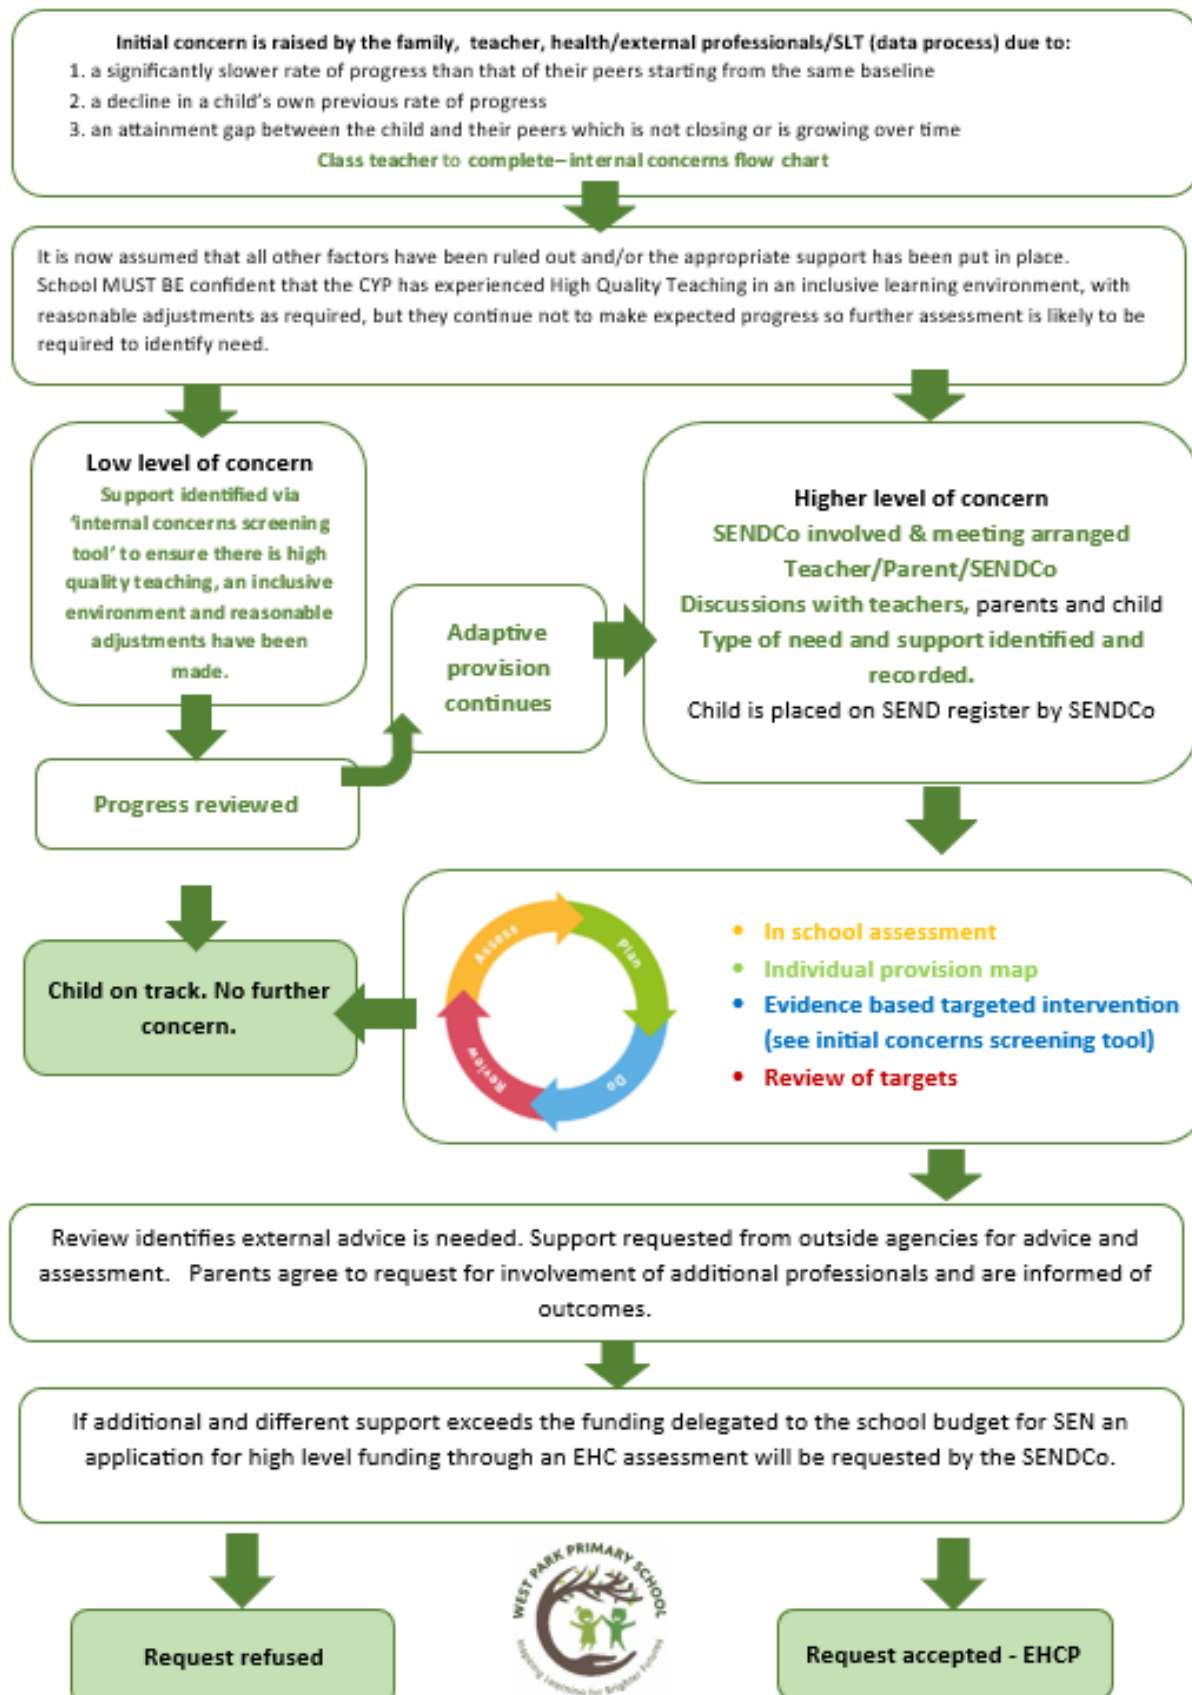 Initial concern is raised by the family, teacher, health/external professionals/SLT (data process) due to:
1. a significantly slower rate of progress than that of their peers starting from the same baseline
2. a decline in a child's own previous rate of progress
3. an attainment gap between the child and their peers which is not closing or is growing over time
Class teacher to complete–internal concerns flow chart
It is now assumed that all other factors have been ruled out and/or the appropriate support has been put in place.
School MUST BE confident that the CYP has experienced High Quality Teaching in an inclusive learning environment, with
reasonable adjustments as required, but they continue not to make expected progress so further assessment is likely to be
required to identify need.
Low level of concern
Support identified via
'internal concerns screening
tool' to ensure there is high
quality teaching, an inclusive
environment and reasonable
adjustments have been
made.
Progress reviewed
Adaptive
provision
continues
Higher level of concern
SENDCo involved & meeting arranged
Teacher/Parent/SENDCo
Discussions with teachers, parents and child
Type of need and support identified and
recorded.
Child is placed on SEND register by SENDCo
Child on track. No further
concern.
Assess
Plan
Do
Review
• In school assessment
• Individual provision map
• Evidence based targeted intervention
(see initial concerns screening tool)
• Review of targets
Review identifies external advice is needed. Support requested from outside agencies for advice and
assessment.   Parents agree to request for involvement of additional professionals and are informed of
outcomes.
If additional and different support exceeds the funding delegated to the school budget for SEN an
application for high level funding through an EHC assessment will be requested by the SENDCo.
Request refused
WEST PARK PRIMARY SCHOOL
Inspiring Learning for Brighter Futures
Request accepted - EHCP